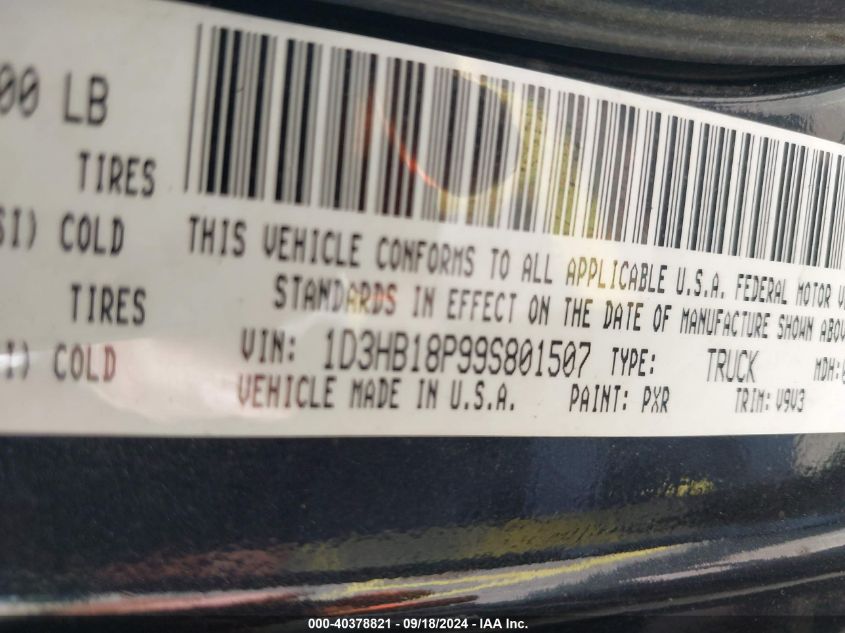 00 LB
TIRES
SI) COLD
THIS VEHICLE CONFORMS TO ALL APPLICABLE U.S.A. FEDERAL MOTOR V
TIRES
STANDARDS IN EFFECT ON THE DATE OF MANUFACTURE SHOWN ABOV
I) COLD
VIN: 1D3HB18P99S801507 TYPE: TRUCK MDH:
VEHICLE MADE IN U.S.A. PAINT: PXR TRIM: V9V3
000-40378821 - 09/18/2024 - IAA Inc.